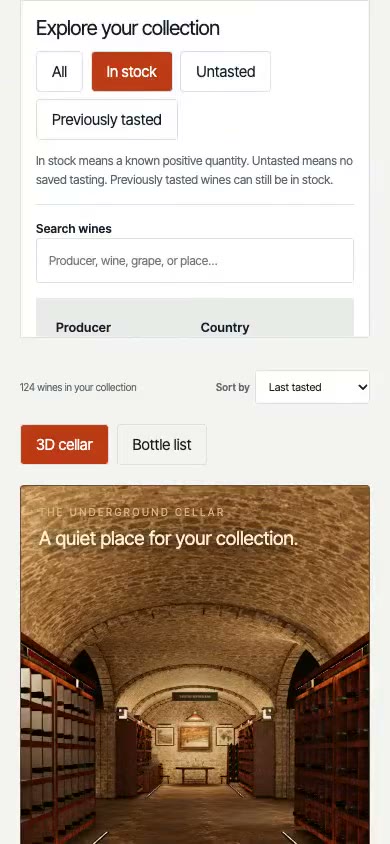 Explore your collection
All
In stock
Untasted
Previously tasted
In stock means a known positive quantity. Untasted means no
saved tasting. Previously tasted wines can still be in stock.
Search wines
Producer, wine, grape, or place...
Producer Country
124 wines in your collection
Sort by Last tasted
3D cellar
Bottle list
THE UNDERGROUND CELLAR
A quiet place for your collection.